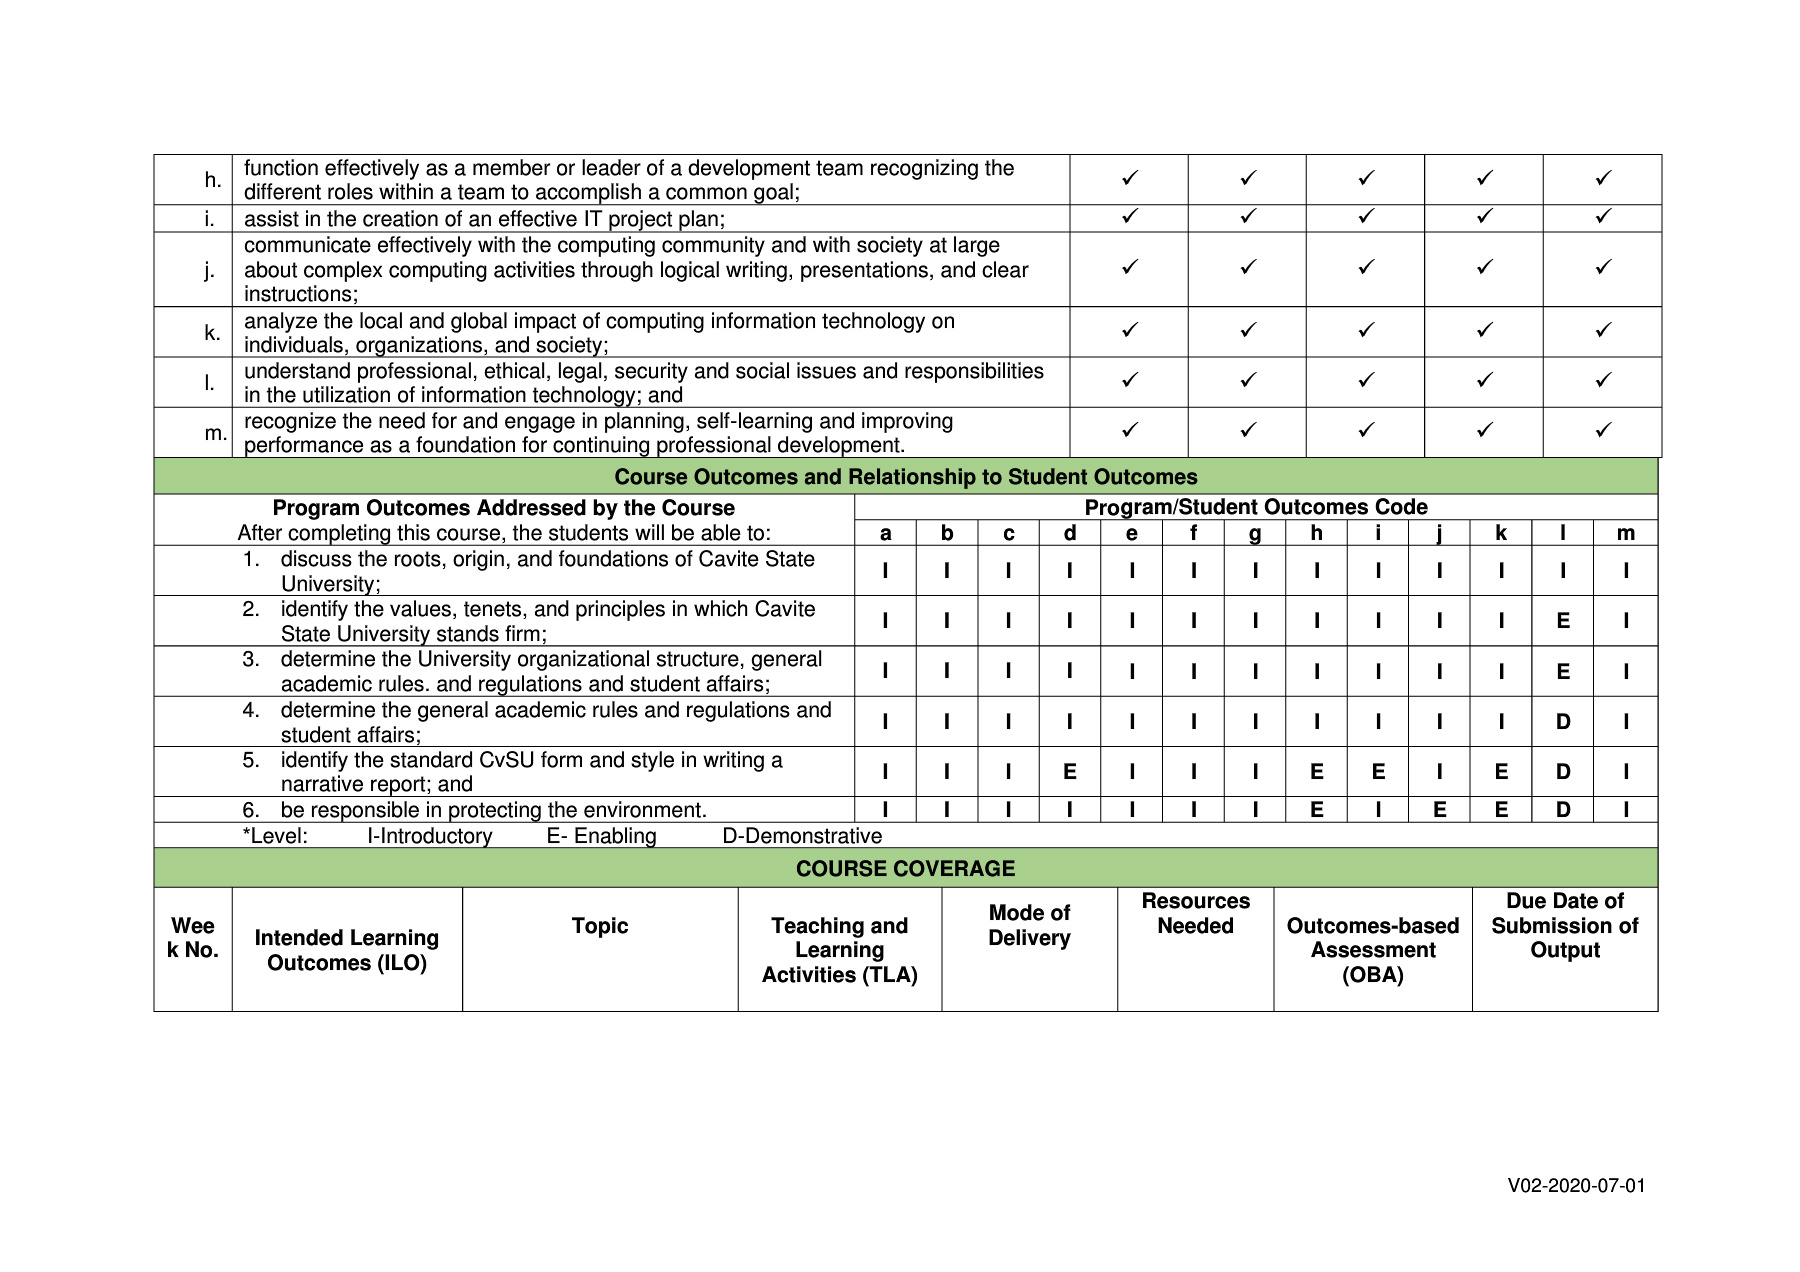 h. function effectively as a member or leader of a development team recognizing the
different roles within a team to accomplish a common goal; ✓ ✓ ✓ ✓ ✓
i. assist in the creation of an effective IT project plan; ✓ ✓ ✓ ✓ ✓
communicate effectively with the computing community and with society at large
j. about complex computing activities through logical writing, presentations, and clear ✓ ✓ ✓ ✓ ✓
instructions;
k. analyze the local and global impact of computing information technology on
individuals, organizations, and society; ✓ ✓ ✓ ✓ ✓
l. understand professional, ethical, legal, security and social issues and responsibilities
in the utilization of information technology; and ✓ ✓ ✓ ✓ ✓
m. recognize the need for and engage in planning, self-learning and improving
performance as a foundation for continuing professional development. ✓ ✓ ✓ ✓ ✓
Course Outcomes and Relationship to Student Outcomes
Program Outcomes Addressed by the Course Program/Student Outcomes Code
After completing this course, the students will be able to: a b c d e f g h i j k l m
1. discuss the roots, origin, and foundations of Cavite State
University; I I I I I I I I I I I I I
2. identify the values, tenets, and principles in which Cavite
State University stands firm; I I I I I I I I I I I E I
3. determine the University organizational structure, general
academic rules. and regulations and student affairs; I I I I I I I I I I I E I
4. determine the general academic rules and regulations and
student affairs; I I I I I I I I I I I D I
5. identify the standard CvSU form and style in writing a
narrative report; and I I I E I I I E E I E D I
6. be responsible in protecting the environment. I I I I I I I E I E E D I
*Level: I-Introductory E- Enabling D-Demonstrative
COURSE COVERAGE
Wee
k No.
Intended Learning
Outcomes (ILO)
Topic
Teaching and
Learning
Activities (TLA)
Mode of
Delivery
Resources
Needed
Outcomes-based
Assessment
(OBA)
Due Date of
Submission of
Output
V02-2020-07-01